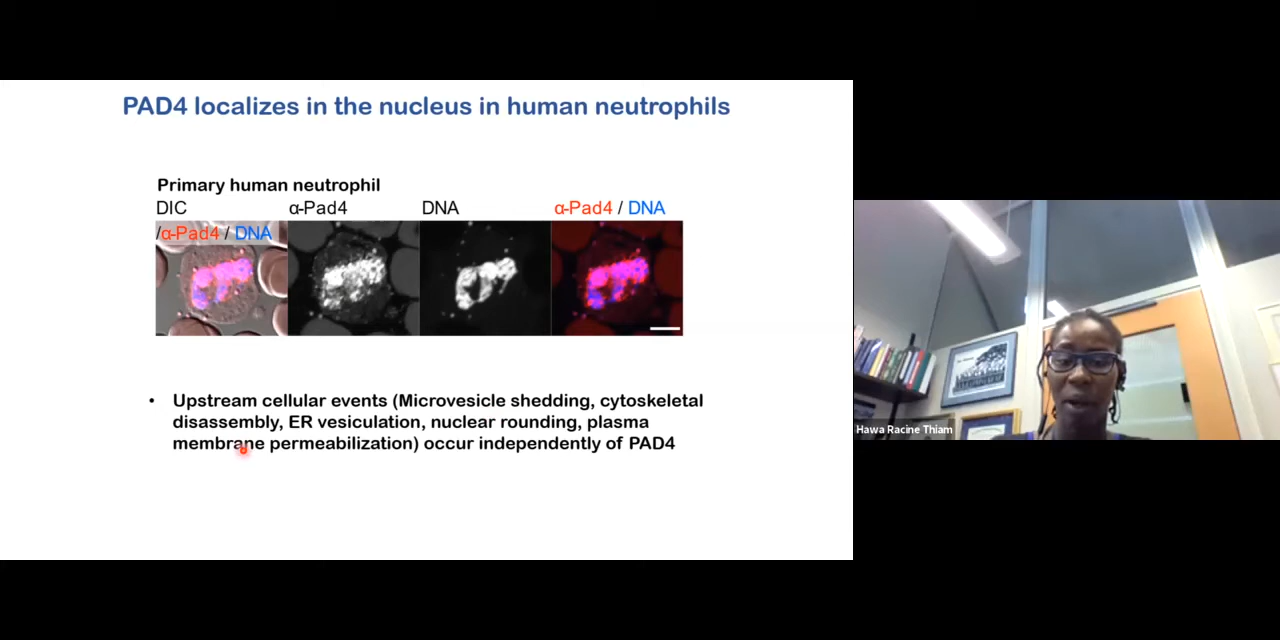 PAD4 localizes in the nucleus in human neutrophils
Primary human neutrophil
DIC
/α-Pad4 / DNA
α-Pad4
DNA
α-Pad4 / DNA
• Upstream cellular events (Microvesicle shedding, cytoskeletal
disassembly, ER vesiculation, nuclear rounding, plasma
membrane permeabilization) occur independently of PAD4
Hawa Racine Thiam